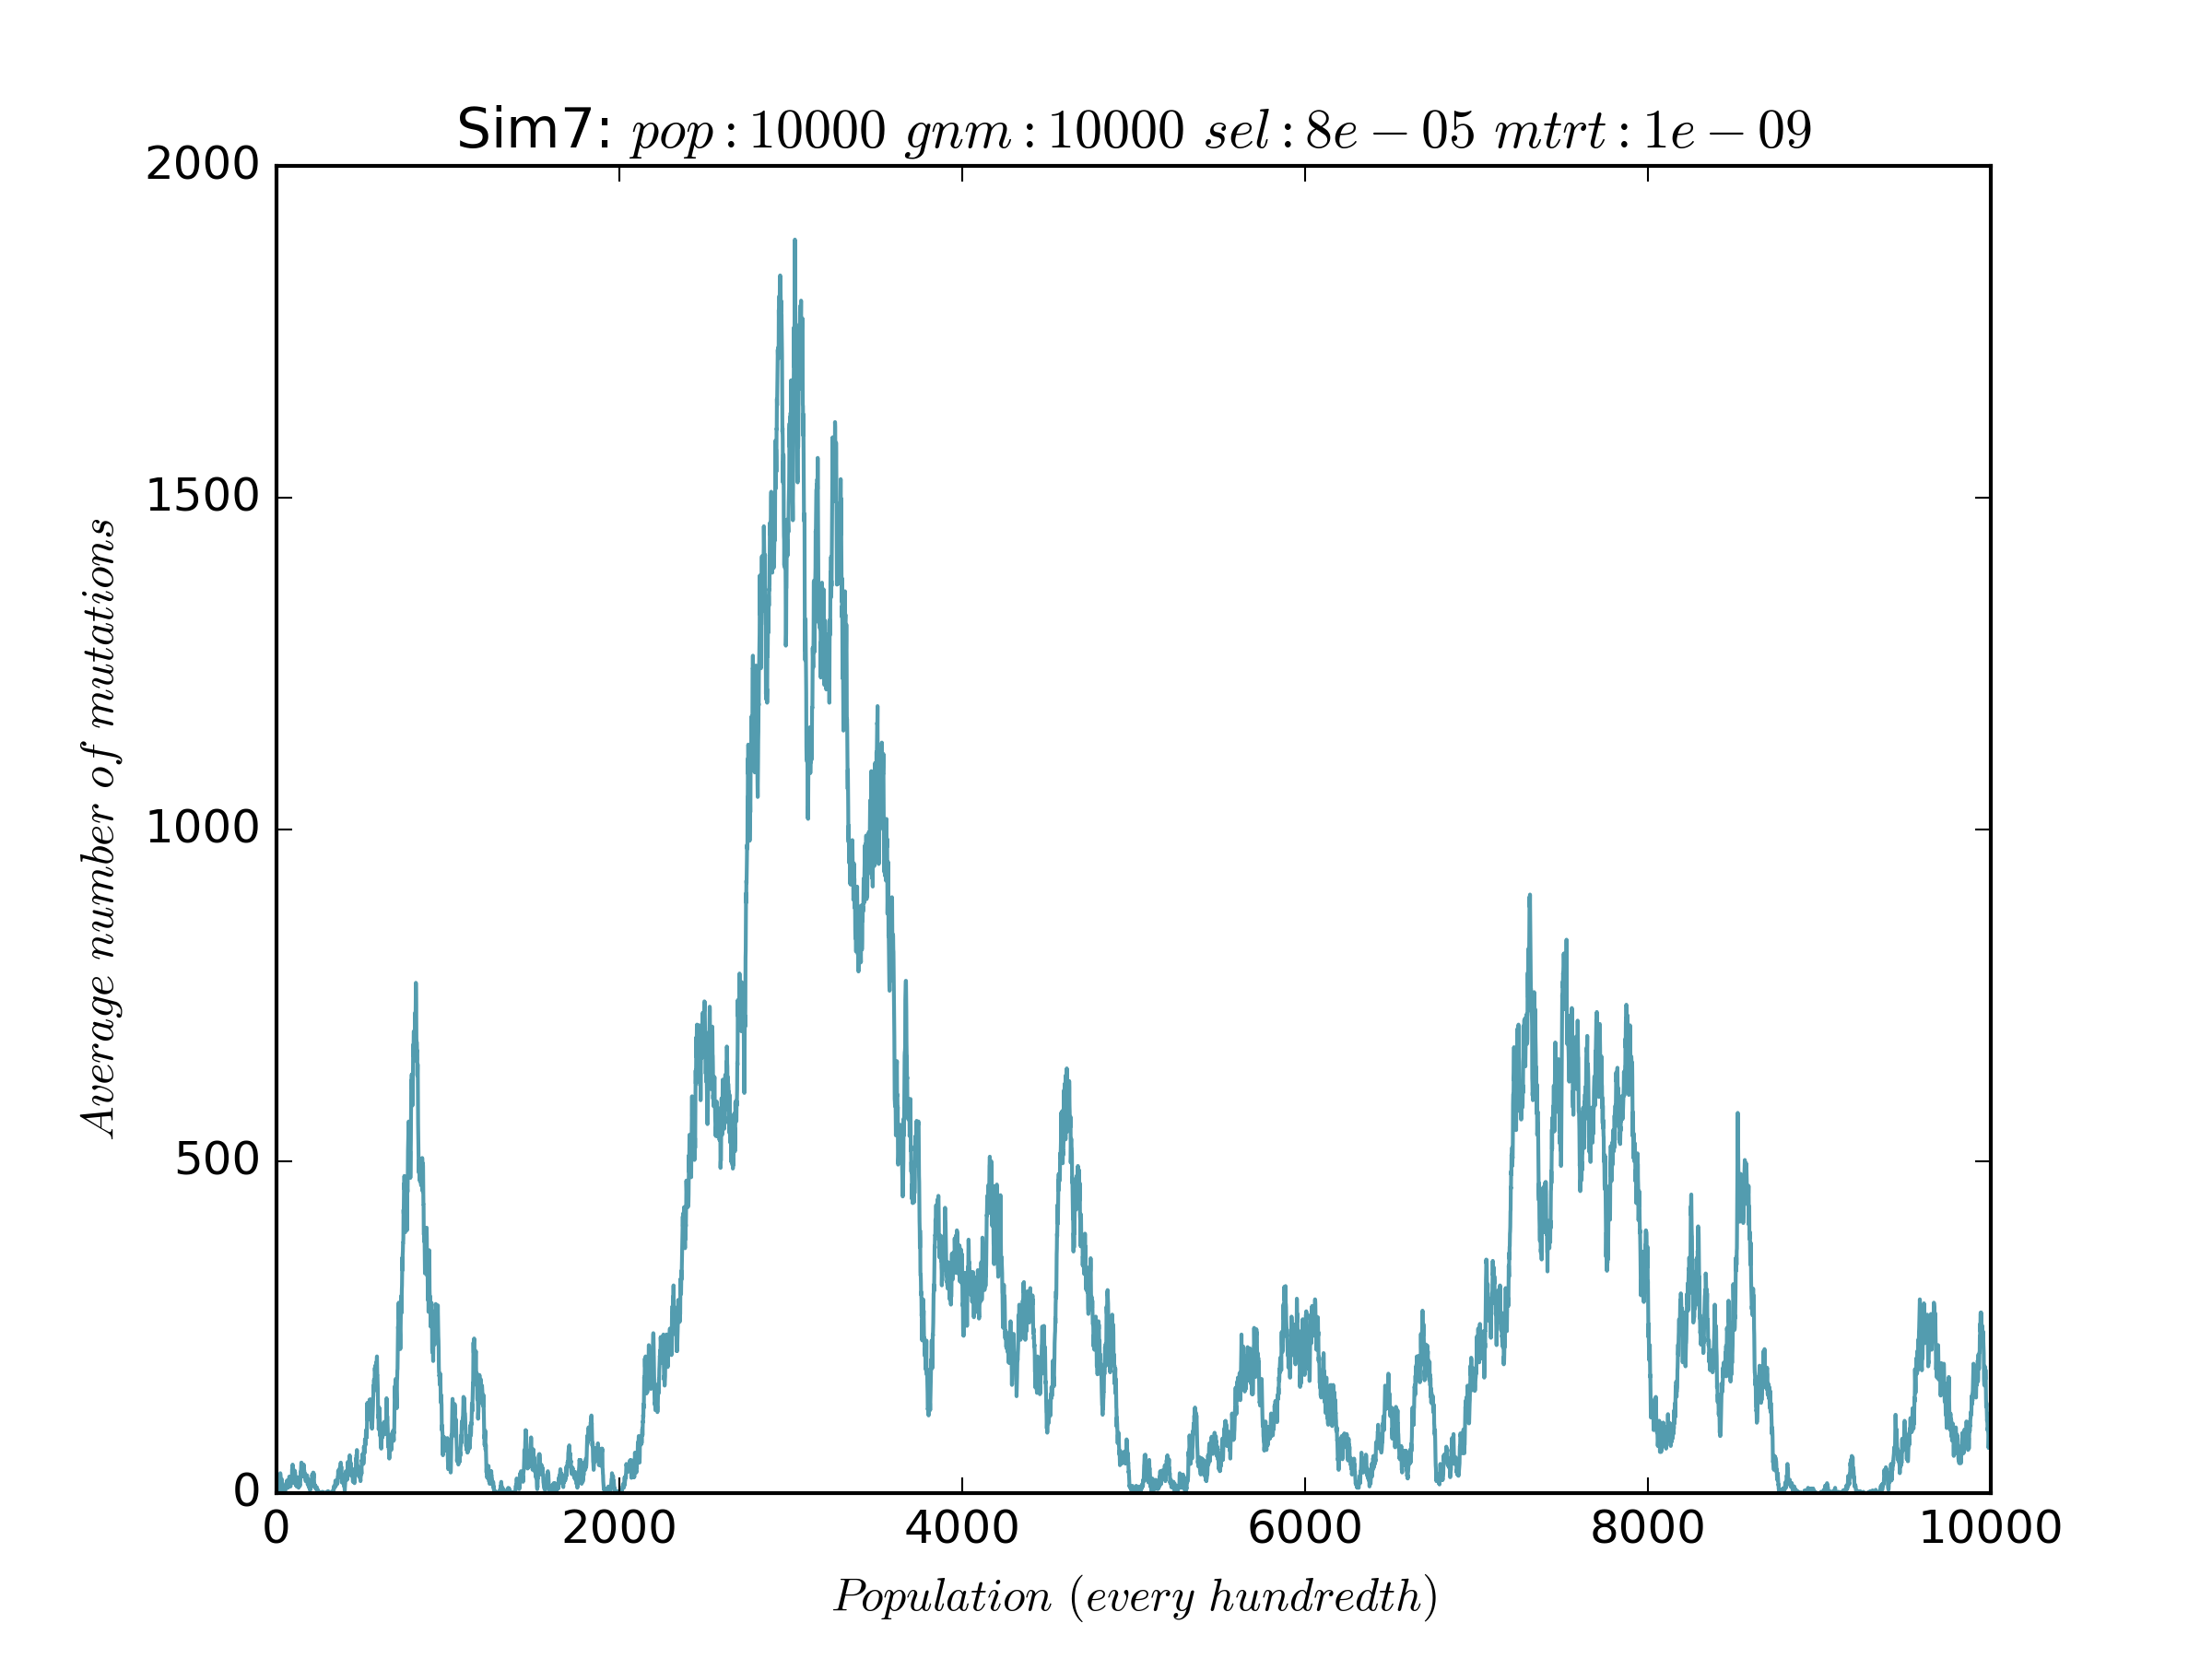 Sim7: pop : 10000 gnm : 10000 sel : 8e − 05 mtrt : 1e − 09
2000
1500
1000
500
0
Average number of mutations
0 2000 4000 6000 8000 10000
Population (every hundredth)